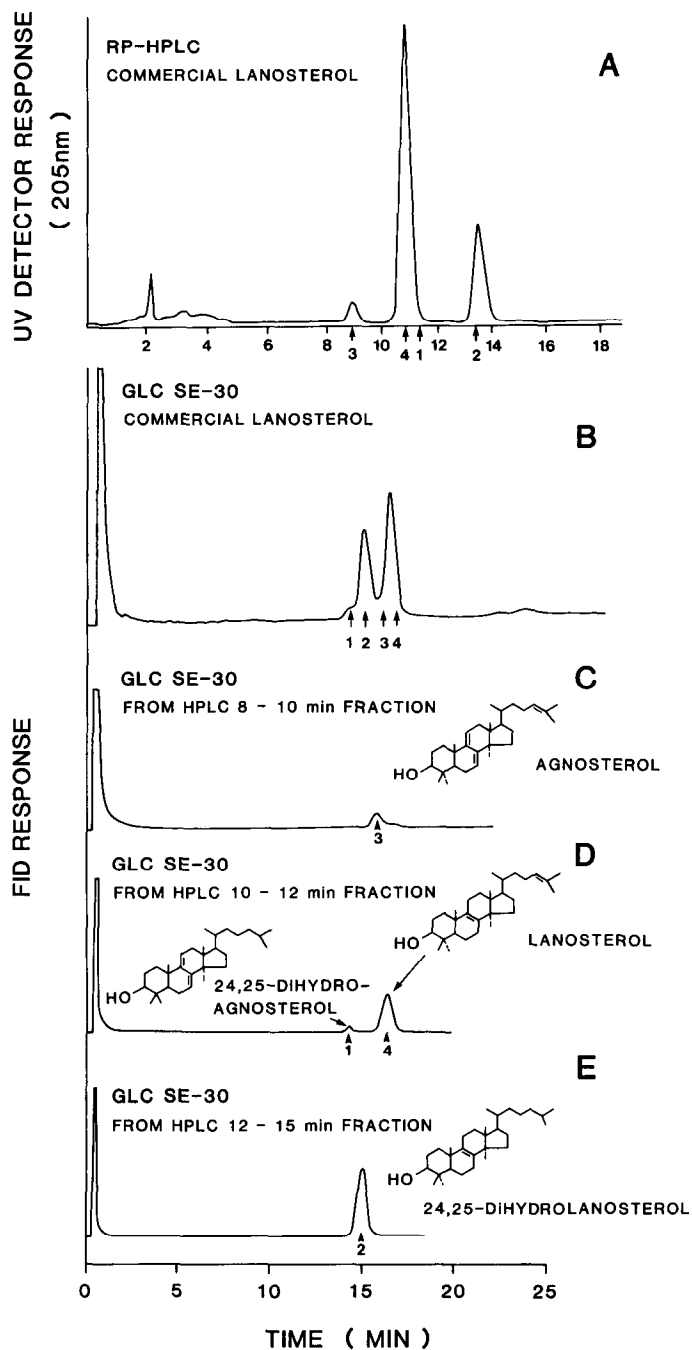 UV DETECTOR RESPONSE
( 205nm )
RP-HPLC
COMMERCIAL LANOSTEROL
A
2 4 6 8 10 12 14 16 18
3 4 1 2
GLC SE-30
COMMERCIAL LANOSTEROL
B
1 2 3 4
FID RESPONSE
GLC SE-30
FROM HPLC 8 - 10 min FRACTION
C
HO
AGNOSTEROL
3
GLC SE-30
FROM HPLC 10 - 12 min FRACTION
D
HO
LANOSTEROL
HO
24,25-DIHYDRO-
AGNOSTEROL
1 4
GLC SE-30
FROM HPLC 12 - 15 min FRACTION
E
HO
24,25-DiHYDROLANOSTEROL
2
0 5 10 15 20 25
TIME ( MIN )